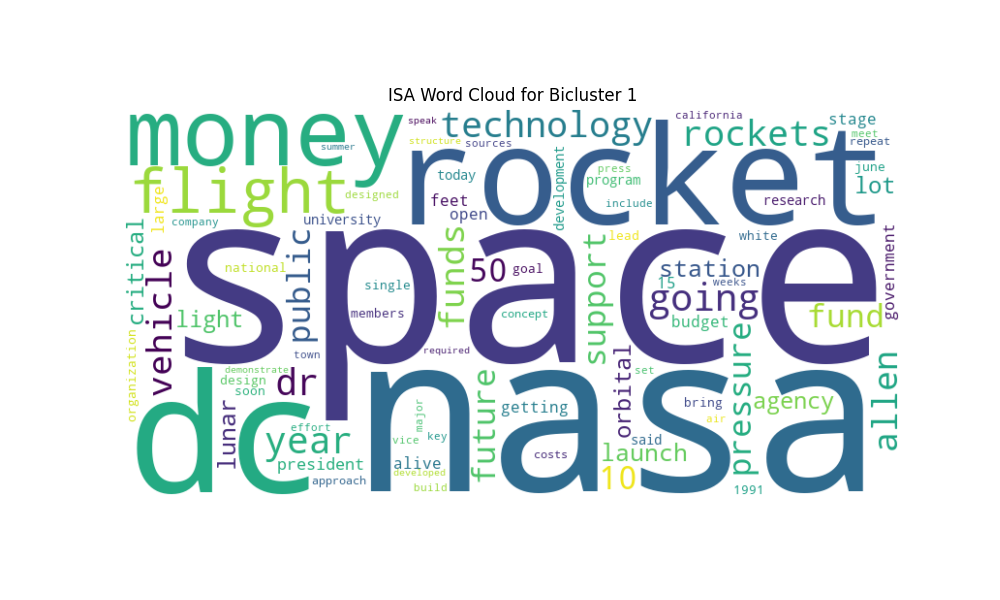 ISA Word Cloud for Bicluster 1
money
speak
technology
california
stage
rockets
meet
repeat
summer
structure
sources
rocket
flight
large
designed
today
development
press
program
june
lot
feet
include
research
company
university
open
critical
vehicle
public
space
funds
support
lead
white
government
national
50
goal
station
15
weeks
single
going
light
members
concept
budget
fund
organization
town
required
pressure
allen
demonstrate
design
soon
dr
dc
nasa
lunar
future
orbital
set
bring
agency
getting
air
major
effort
year
vice
key
said
president
alive
costs
launch
developed
approach
build
10
1991